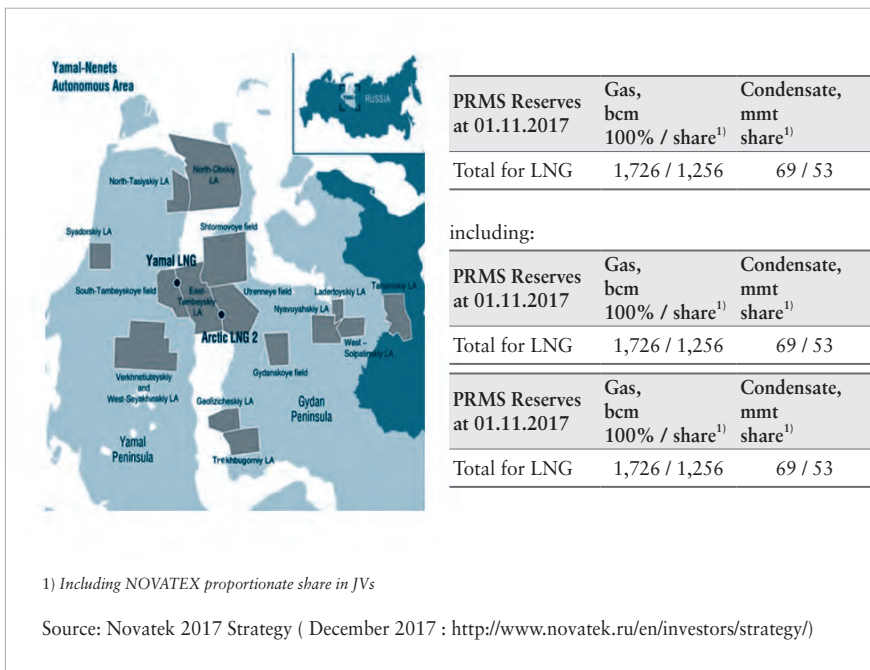 Yamal-Nenets
Autonomous Area
RUSSIA
North-Tasiyskiy LA
North-Obskiy
LA
Syadorskiy LA
Shtormovoye field
Yamal LNG
South-Tambeyskoye field
East-
Tambeyskiy
LA
Utrenneye field
Ladertoyskiy LA
Tanamskiy LA
Nyavuyahskiy LA
Arctic LNG 2
West –
Solpatinskiy LA
Gydanskoye field
Verkhnetiuteyskiy
and
West-Seyakhinskiy LA
Geofizicheskiy LA
Gydan
Peninsula
Yamal
Peninsula
Trekhbugorniy LA
PRMS Reserves
at 01.11.2017
Gas,
bcm
100% / share1)
Condensate,
mmt
share1)
Total for LNG 1,726 / 1,256 69 / 53
including:
PRMS Reserves
at 01.11.2017
Gas,
bcm
100% / share1)
Condensate,
mmt
share1)
Total for LNG 1,726 / 1,256 69 / 53
PRMS Reserves
at 01.11.2017
Gas,
bcm
100% / share1)
Condensate,
mmt
share1)
Total for LNG 1,726 / 1,256 69 / 53
1) Including NOVATEX proportionate share in JVs
Source: Novatek 2017 Strategy ( December 2017 : http://www.novatek.ru/en/investors/strategy/)